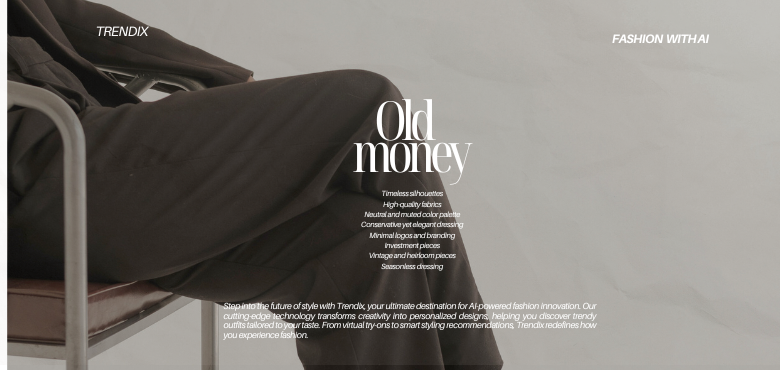 TRENDIX
FASHION WITH AI
Old
money
Timeless silhouettes
High-quality fabrics
Neutral and muted color palette
Conservative yet elegant dressing
Minimal logos and branding
Investment pieces
Vintage and heirloom pieces
Seasonless dressing
Step into the future of style with Trendix, your ultimate destination for AI-powered fashion innovation. Our
cutting-edge technology transforms creativity into personalized designs, helping you discover trendy
outfits tailored to your taste. From virtual try-ons to smart styling recommendations, Trendix redefines how
you experience fashion.